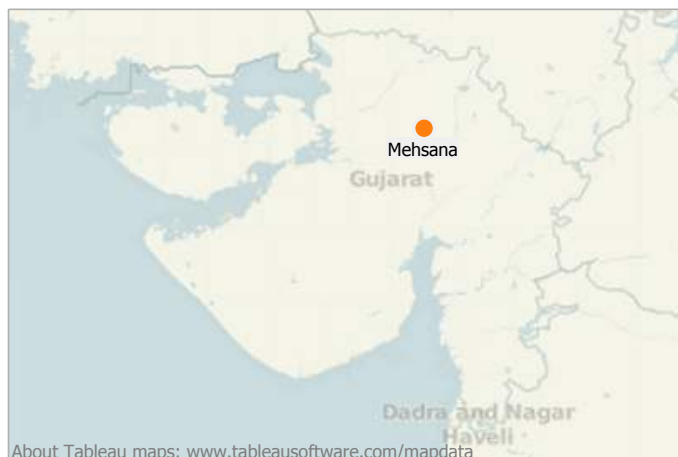 Mehsana
Gujarat
Dadra and Nagar
Haveli
About Tableau maps: www.tableausoftware.com/mapdata